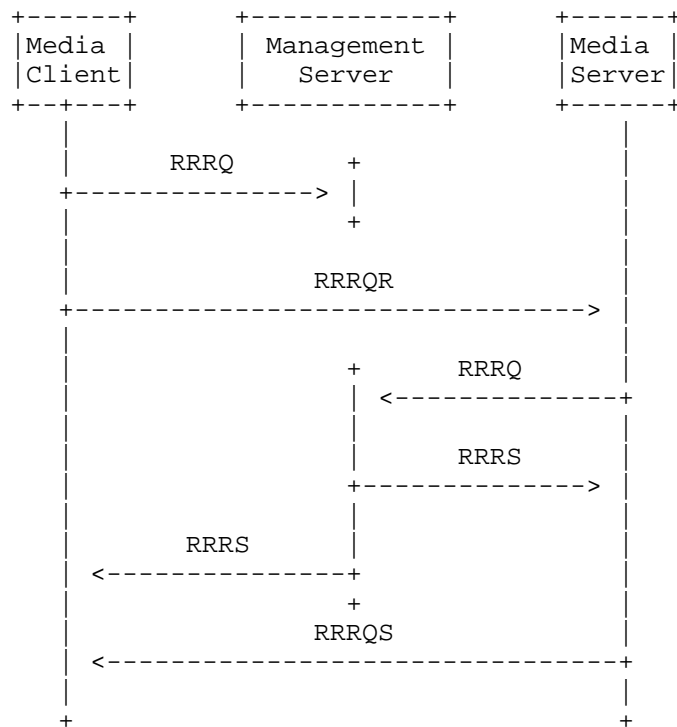 Media Management Media
Client Server Server
RRRQ
RRRQR
RRRQ
RRRS
RRRS
RRRQS